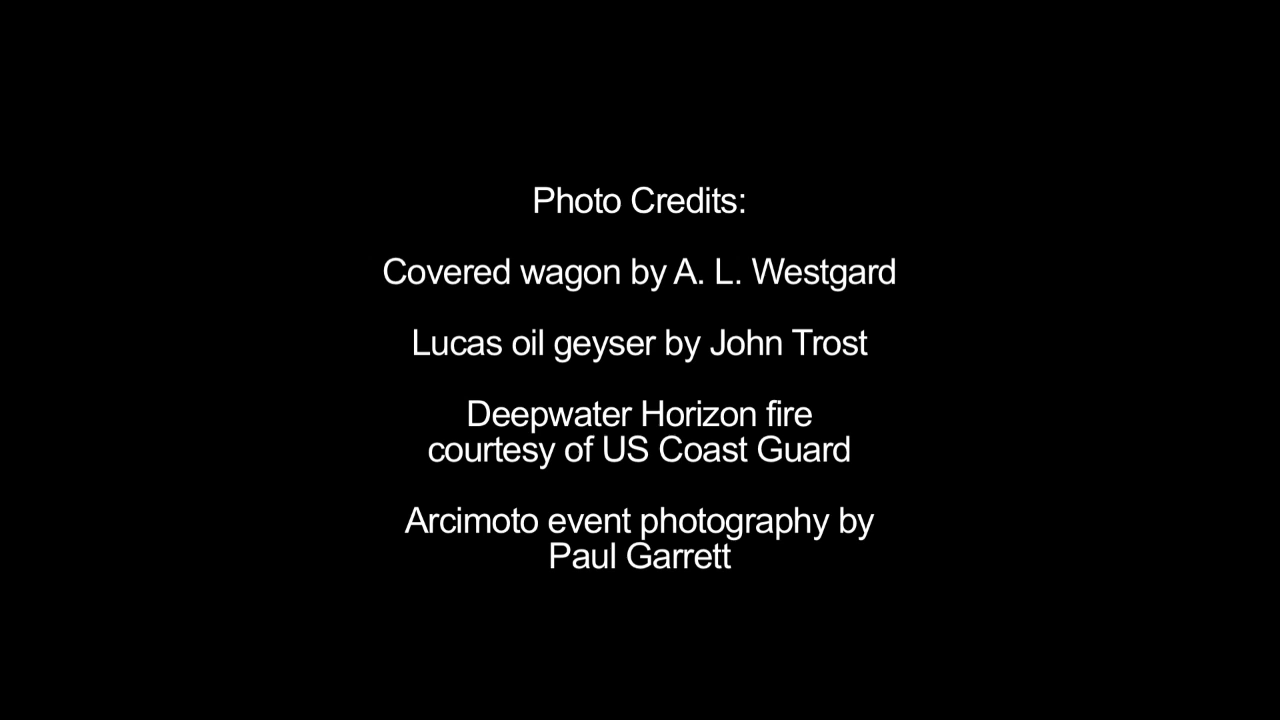 Photo Credits:
Covered wagon by A. L. Westgard
Lucas oil geyser by John Trost
Deepwater Horizon fire
courtesy of US Coast Guard
Arcimoto event photography by
Paul Garrett